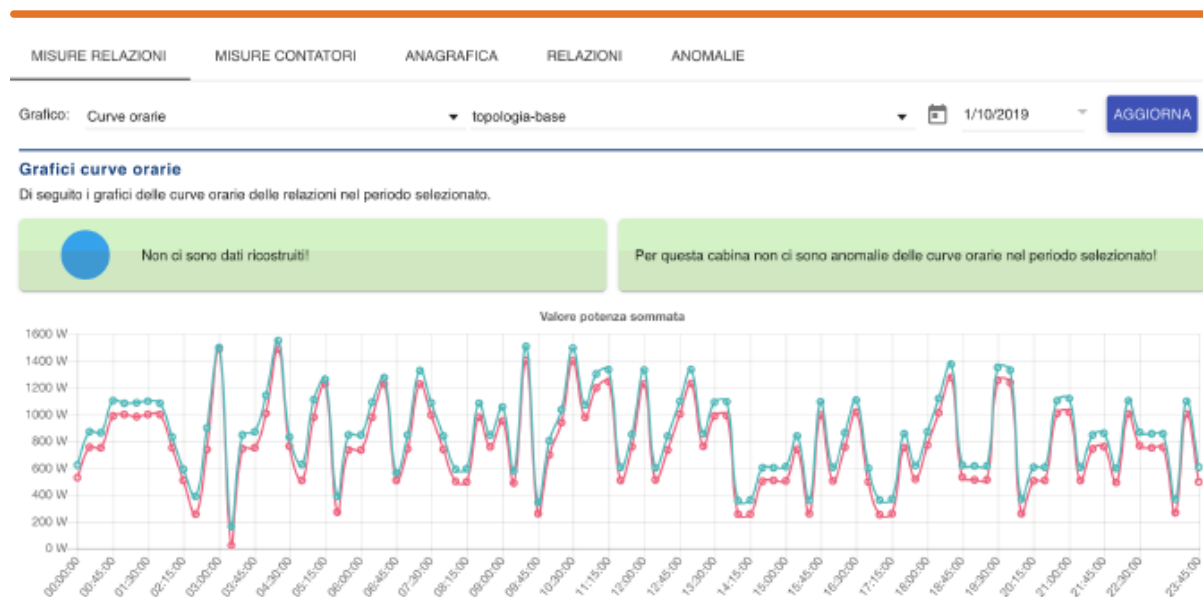 MISURE RELAZIONI MISURE CONTATORI ANAGRAFICA RELAZIONI ANOMALIE
Grafico: Curve orarie topologia-base 1/10/2019 AGGIORNA
Grafici curve orarie
Di seguito i grafici delle curve orarie delle relazioni nel periodo selezionato.
Non ci sono dati ricostruiti! Per questa cabina non ci sono anomalie delle curve orarie nel periodo selezionato!
Valore potenza sommata
1600 W
1400 W
1200 W
1000 W
800 W
600 W
400 W
200 W
0 W
00:00:00 00:45:00 01:30:00 02:15:00 03:00:00 03:45:00 04:30:00 05:15:00 06:00:00 06:45:00 07:30:00 08:15:00 09:00:00 09:45:00 10:30:00 11:15:00 12:00:00 12:45:00 13:30:00 14:15:00 15:00:00 15:45:00 16:30:00 17:15:00 18:00:00 18:45:00 19:30:00 20:15:00 21:00:00 21:45:00 22:30:00 23:45:00